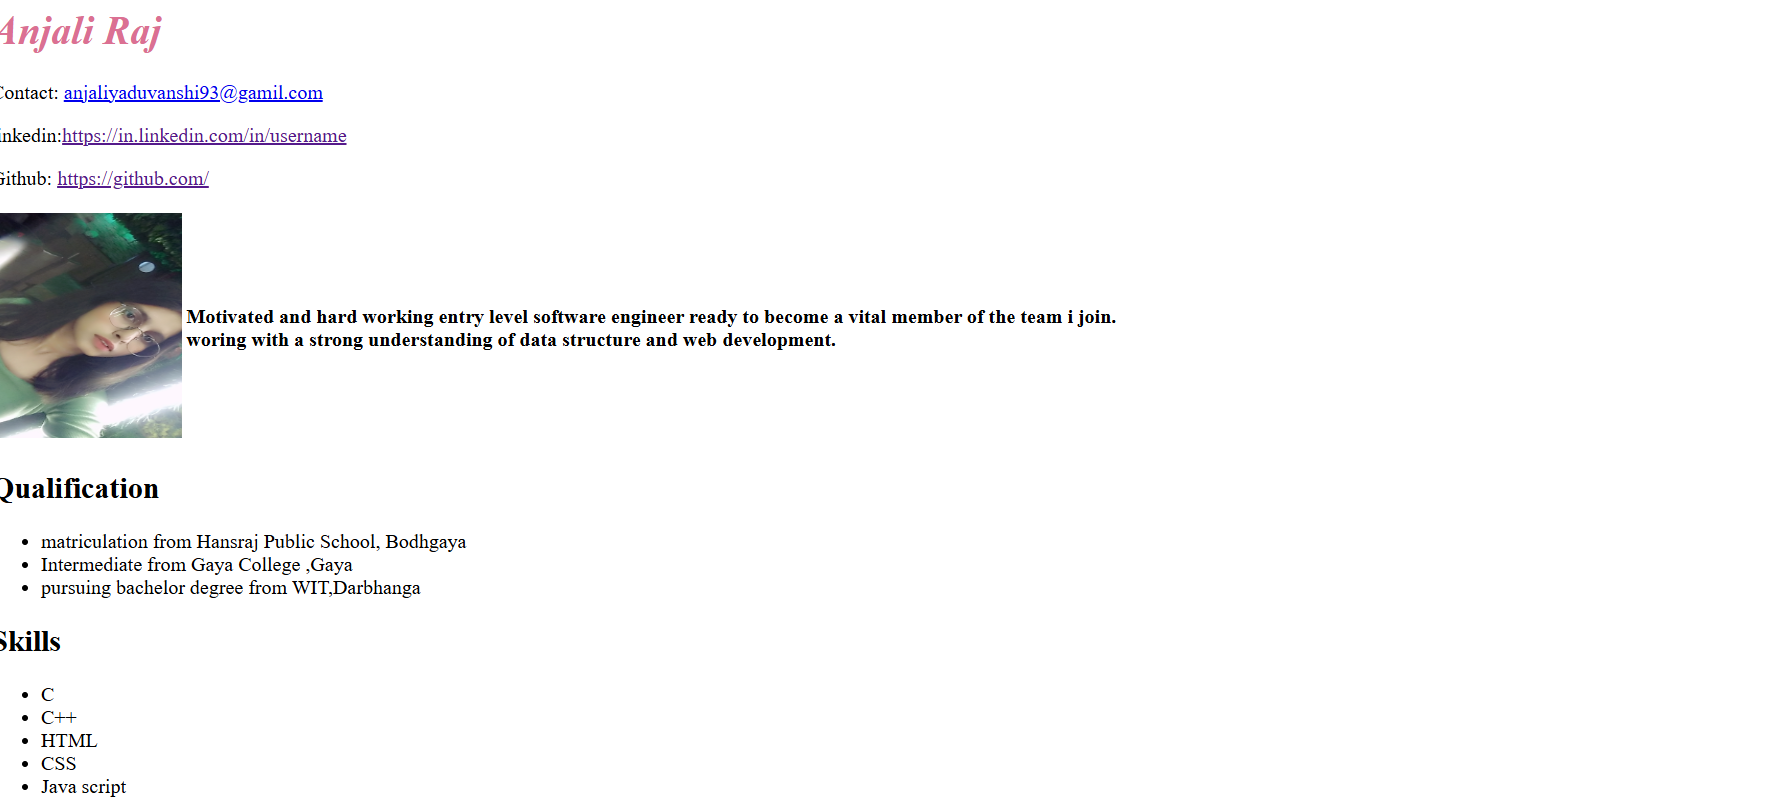 Anjali Raj
Contact: anjaliyaduvanshi93@gamil.com
inkedin:https://in.linkedin.com/in/username
Github: https://github.com/
Motivated and hard working entry level software engineer ready to become a vital member of the team i join.
woring with a strong understanding of data structure and web development.
Qualification
• matriculation from Hansraj Public School, Bodhgaya
• Intermediate from Gaya College ,Gaya
• pursuing bachelor degree from WIT,Darbhanga
Skills
• C
• C++
• HTML
• CSS
• Java script